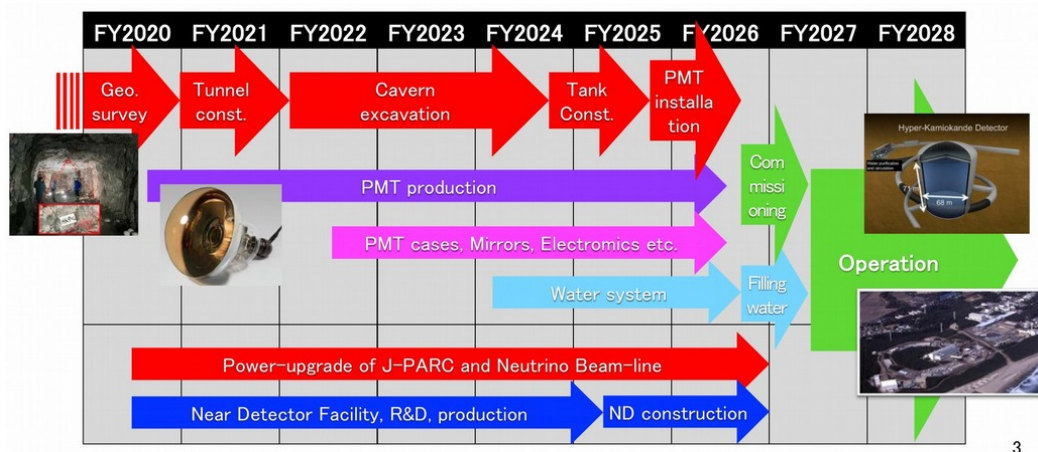 FY2020 FY2021 FY2022 FY2023 FY2024 FY2025 FY2026 FY2027 FY2028
Geo.
survey
Tunnel
const.
Cavern
excavation
Tank
Const.
PMT
installa
tion
PMT production
Com
missi
oning
PMT cases, Mirrors, Electromics etc.
Water system
Filling
water
Operation
Hyper-Kamiokande Detector
71 m
68 m
Power-upgrade of J-PARC and Neutrino Beam-line
Near Detector Facility, R&D, production
ND construction
3